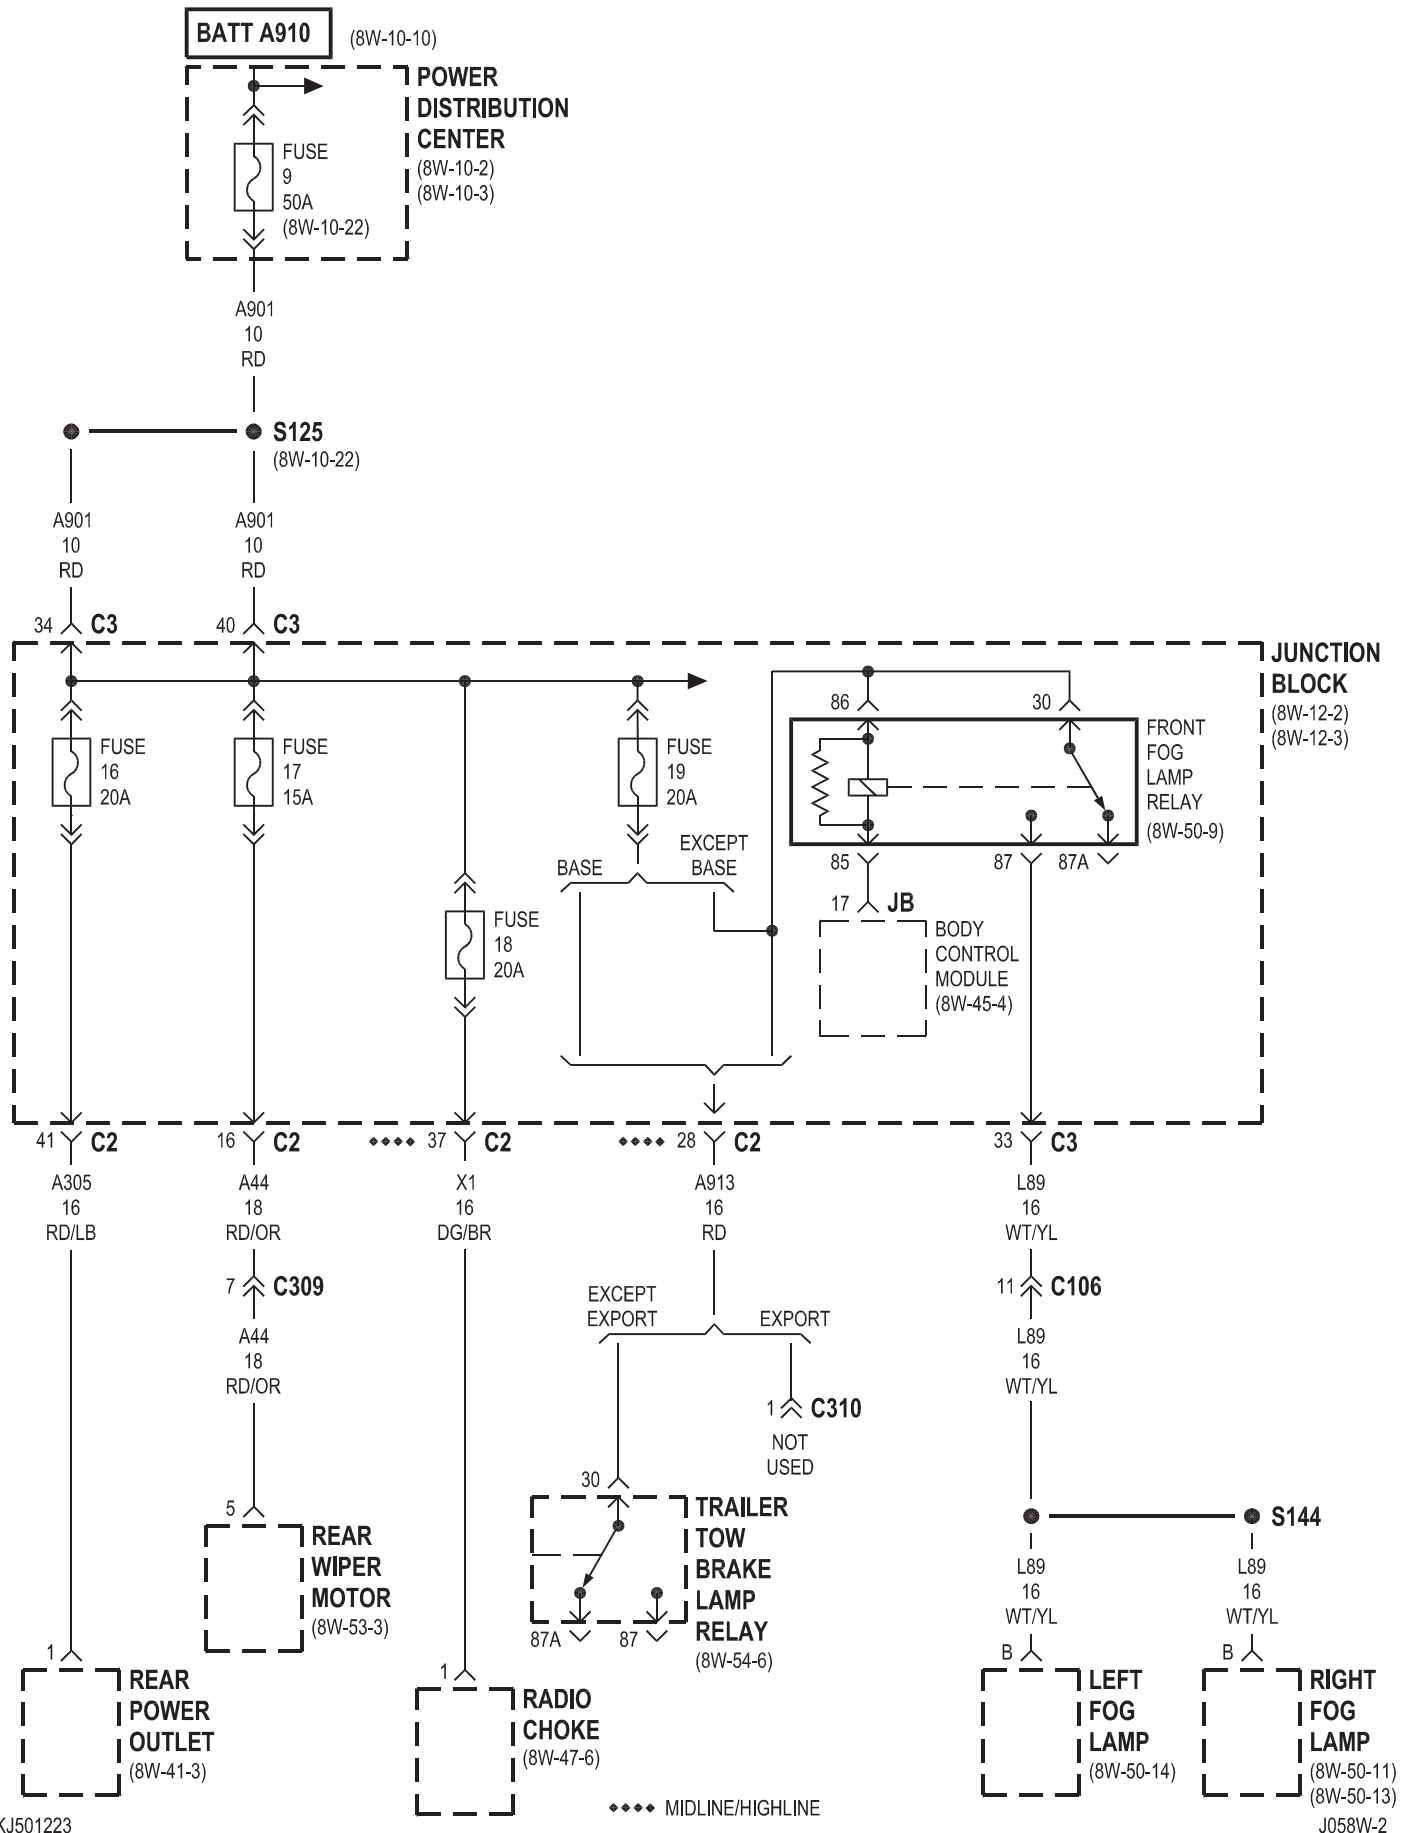 BATT A910
(8W-10-10)
POWER
DISTRIBUTION
CENTER
(8W-10-2)
(8W-10-3)
FUSE
9
50A
(8W-10-22)
A901
10
RD
S125
(8W-10-22)
A901
10
RD
A901
10
RD
34 C3
40 C3
JUNCTION
BLOCK
(8W-12-2)
(8W-12-3)
FUSE
16
20A
FUSE
17
15A
FUSE
19
20A
86
30
FRONT
FOG
LAMP
RELAY
(8W-50-9)
85
87
87A
BASE
EXCEPT
BASE
FUSE
18
20A
17 JB
BODY
CONTROL
MODULE
(8W-45-4)
41 C2
16 C2
37 C2
28 C2
33 C3
A305
16
RD/LB
A44
18
RD/OR
X1
16
DG/BR
A913
16
RD
L89
16
WT/YL
7 C309
A44
18
RD/OR
EXCEPT
EXPORT
EXPORT
1 C310
NOT
USED
11 C106
L89
16
WT/YL
5
REAR
WIPER
MOTOR
(8W-53-3)
30
TRAILER
TOW
BRAKE
LAMP
RELAY
(8W-54-6)
87A
87
S144
L89
16
WT/YL
L89
16
WT/YL
1
REAR
POWER
OUTLET
(8W-41-3)
1
RADIO
CHOKE
(8W-47-6)
B
LEFT
FOG
LAMP
(8W-50-14)
B
RIGHT
FOG
LAMP
(8W-50-11)
(8W-50-13)
MIDLINE/HIGHLINE
KJ501223
J058W-2